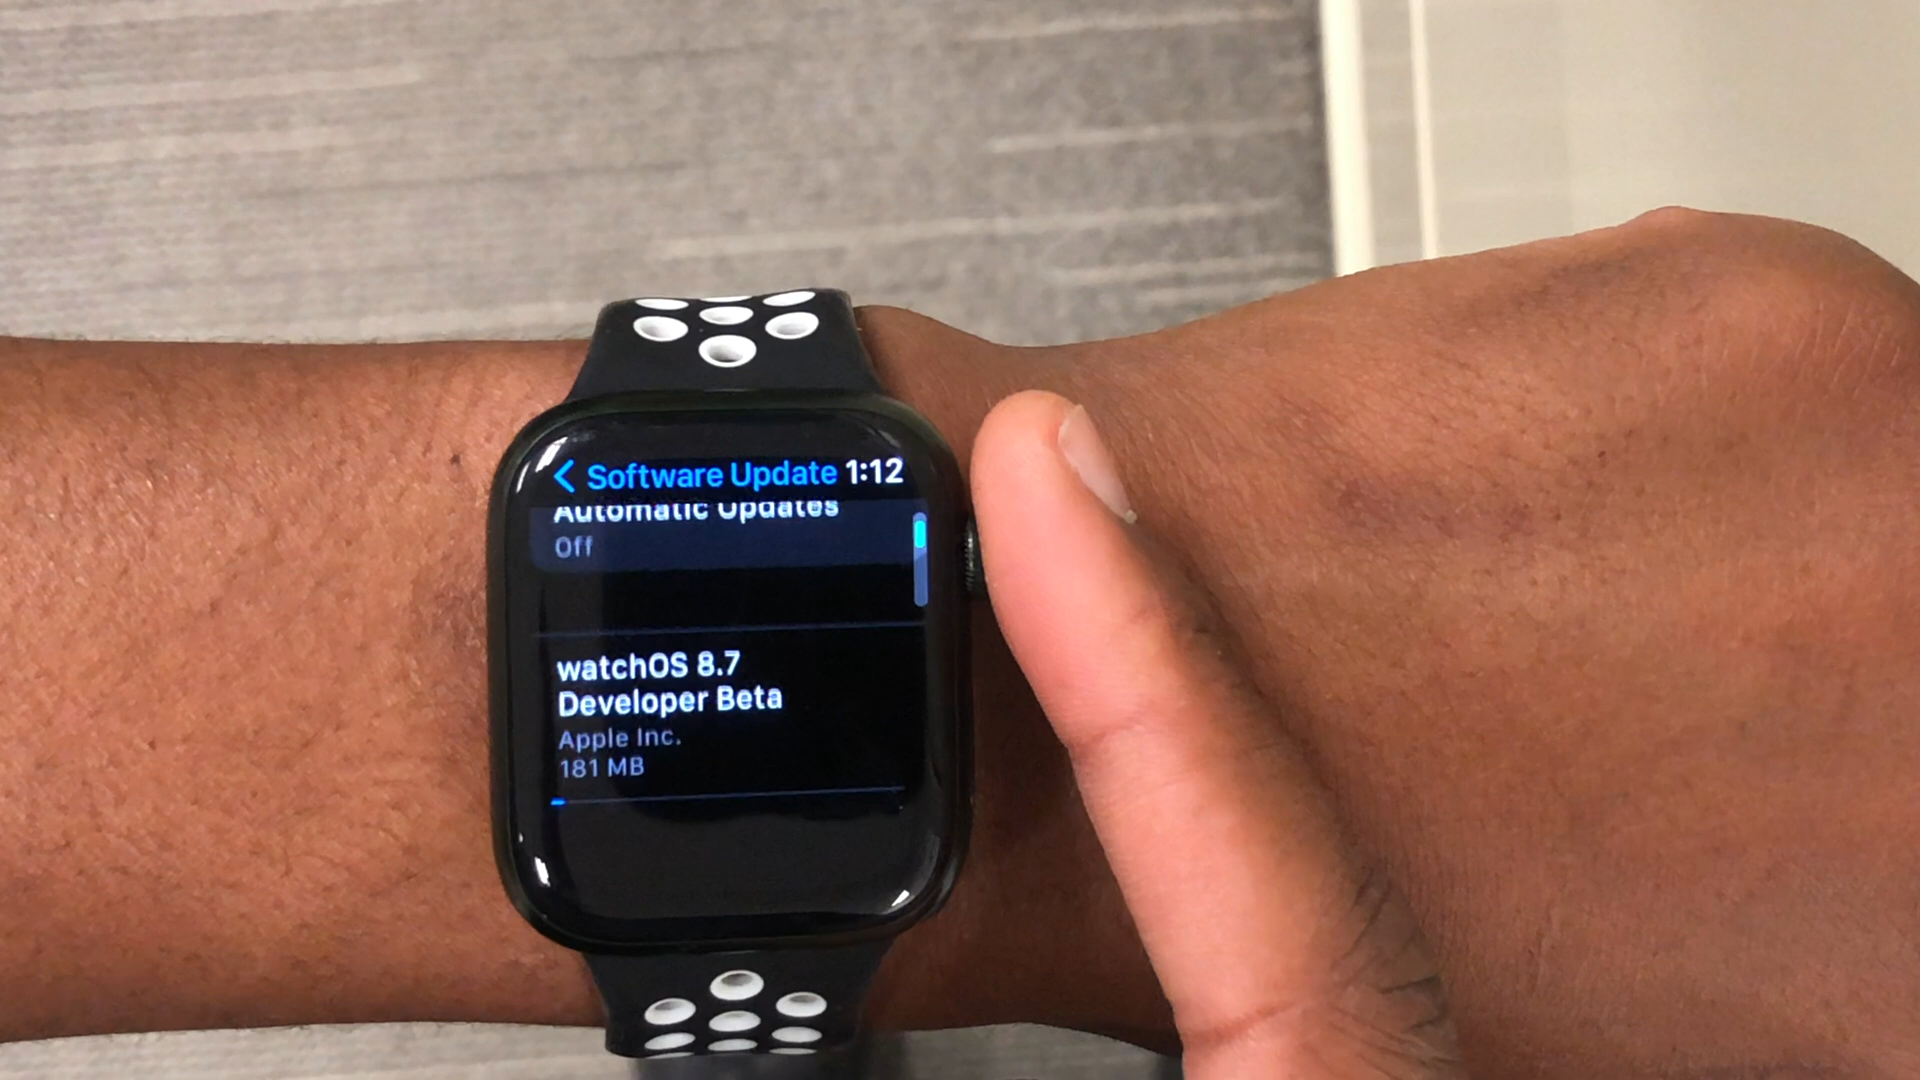 < Software Update 1:12
Automatic Updates
Off
watchOS 8.7
Developer Beta
Apple Inc.
181 MB